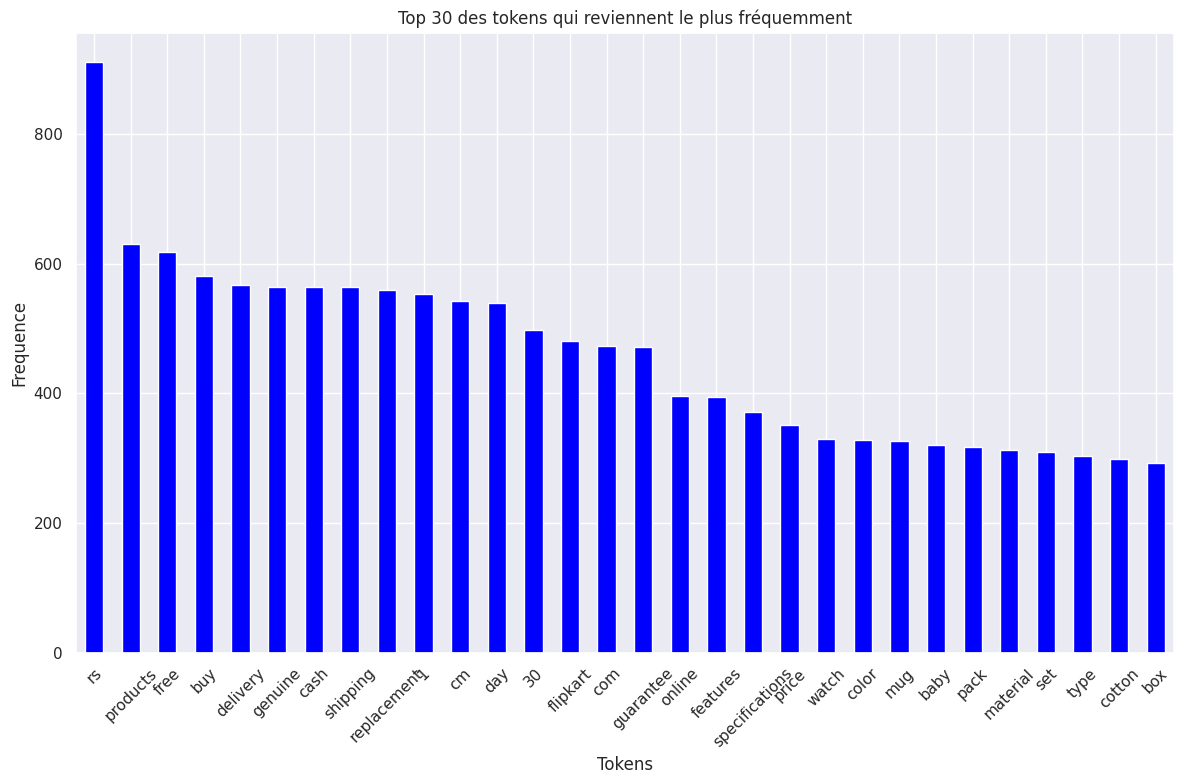 Top 30 des tokens qui reviennent le plus fréquemment
Frequence
800
600
400
200
0
rs
products
free
buy
delivery
genuine
cash
shipping
replacement
1
cm
day
30
flipkart
com
guarantee
online
features
specifications
price
watch
color
mug
baby
pack
material
set
type
cotton
box
Tokens